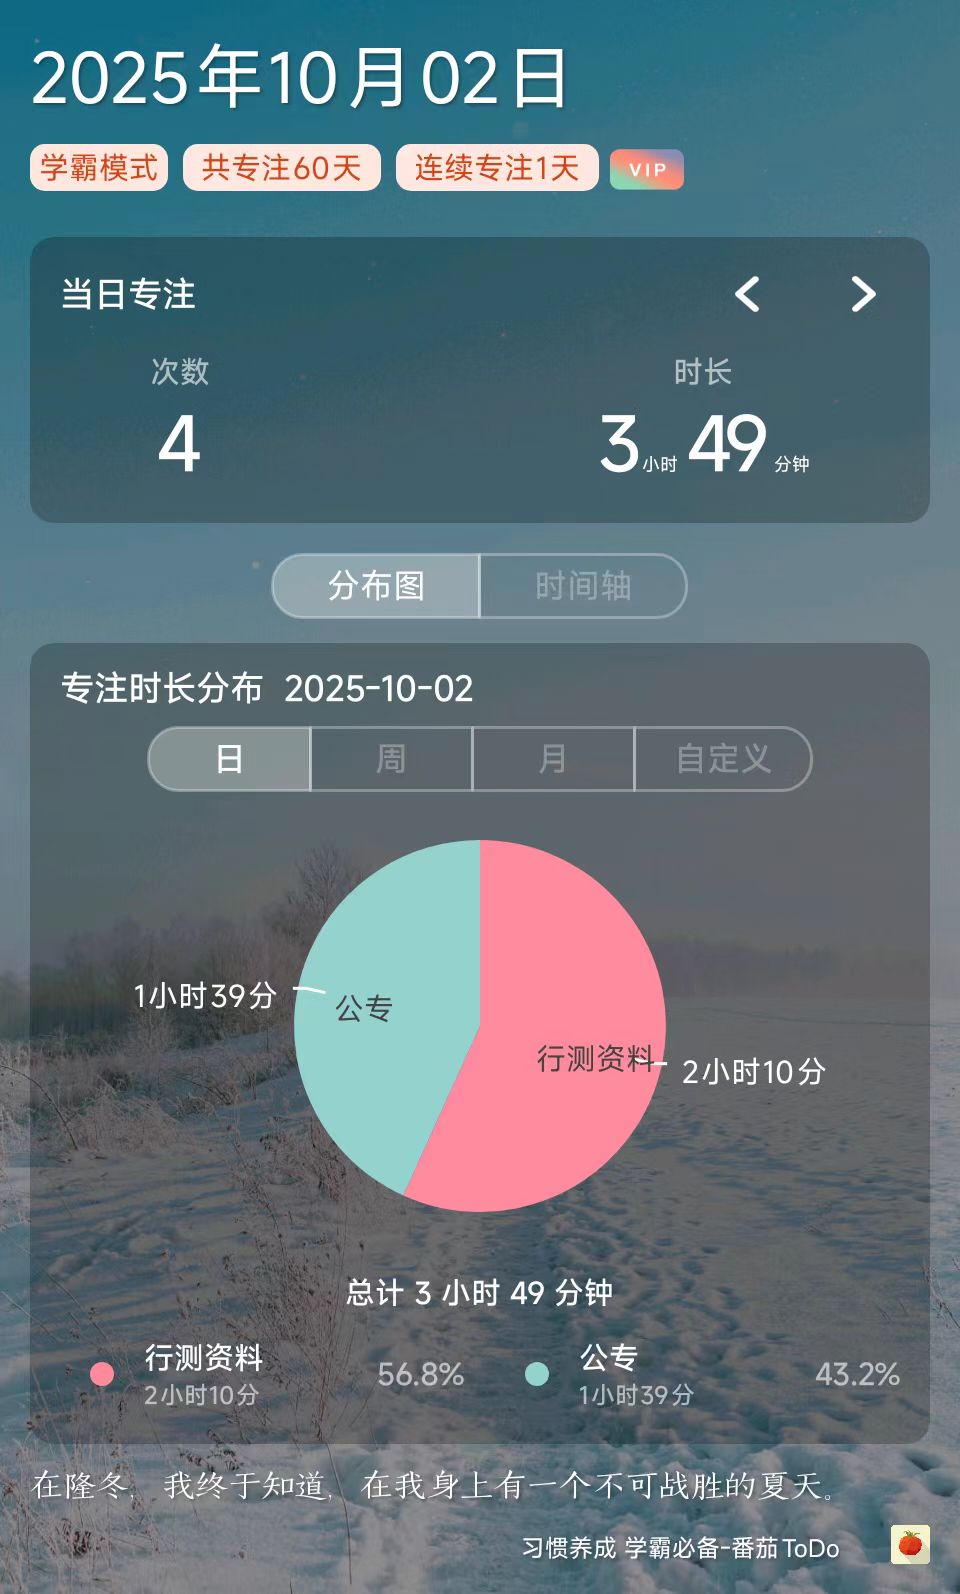 2025年10月02日
学霸模式 共专注60天 连续专注1天 VIP
当日专注
次数 时长
4 3小时49分钟
分布图 时间轴
专注时长分布 2025-10-02
日 周 月 自定义
1小时39分 公专
行测资料 2小时10分
总计 3 小时 49 分钟
行测资料 56.8% 公专 43.2%
2小时10分 1小时39分
在隆冬，我终于知道，在我身上有一个不可战胜的夏天。
习惯养成 学霸必备-番茄ToDo